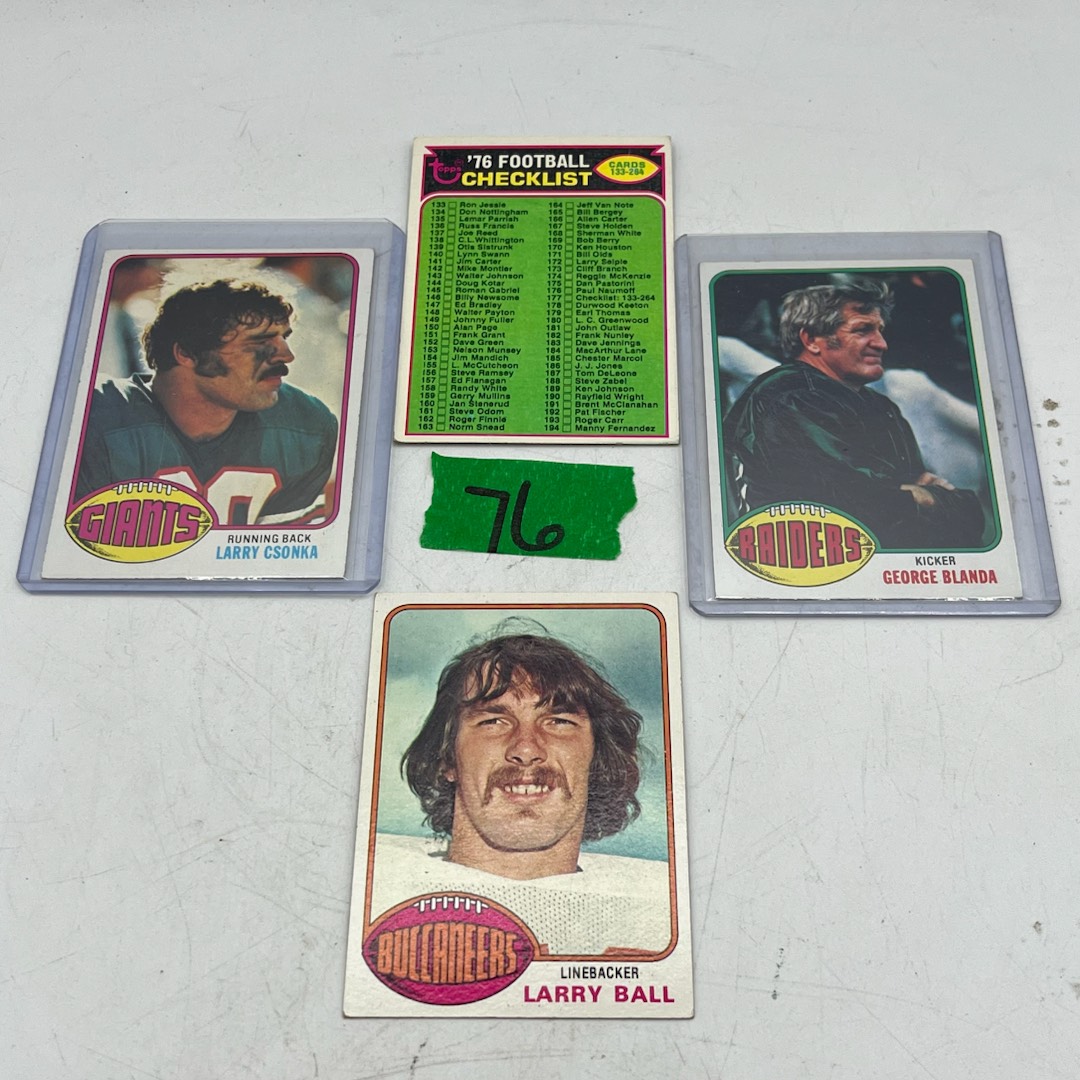 topps
'76 FOOTBALL
CHECKLIST
CARDS
133-264
133 Ron Jessie
134 Don Nottingham
135 Lemar Parrish
136 Russ Francis
137 Joe Reed
138 C.L. Whittington
139 Otis Sistrunk
140 Lynn Swann
141 Jim Carter
142 Mike Montler
143 Walter Johnson
144 Doug Kotar
145 Roman Gabriel
146 Billy Newsome
147 Ed Bradley
148 Walter Payton
149 Johnny Fuller
150 Alan Page
151 Frank Grant
152 Dave Green
153 Nelson Munsey
154 Jim Mandich
155 L. McCutcheon
156 Steve Ramsey
157 Ed Flanagan
158 Randy White
159 Gerry Mullins
160 Jan Stenerud
161 Steve Odom
162 Roger Finnie
163 Norm Snead
164 Jeff Van Note
165 Bill Bergey
166 Allen Carter
167 Steve Holden
168 Sherman White
169 Bob Berry
170 Ken Houston
171 Bill Olds
172 Larry Seiple
173 Cliff Branch
174 Reggie McKenzie
175 Dan Pastorini
176 Paul Naumoff
177 Checklist: 133-264
178 Durwood Keeton
179 Earl Thomas
180 L. C. Greenwood
181 John Outlaw
182 Frank Nunley
183 Dave Jennings
184 MacArthur Lane
185 Chester Marcol
186 J. J. Jones
187 Tom DeLeone
188 Steve Zabel
189 Ken Johnson
190 Rayfield Wright
191 Brent McClanahan
192 Pat Fischer
193 Roger Carr
194 Manny Fernandez
GIANTS
RUNNING BACK
LARRY CSONKA
76
RAIDERS
KICKER
GEORGE BLANDA
BUCCANEERS
LINEBACKER
LARRY BALL